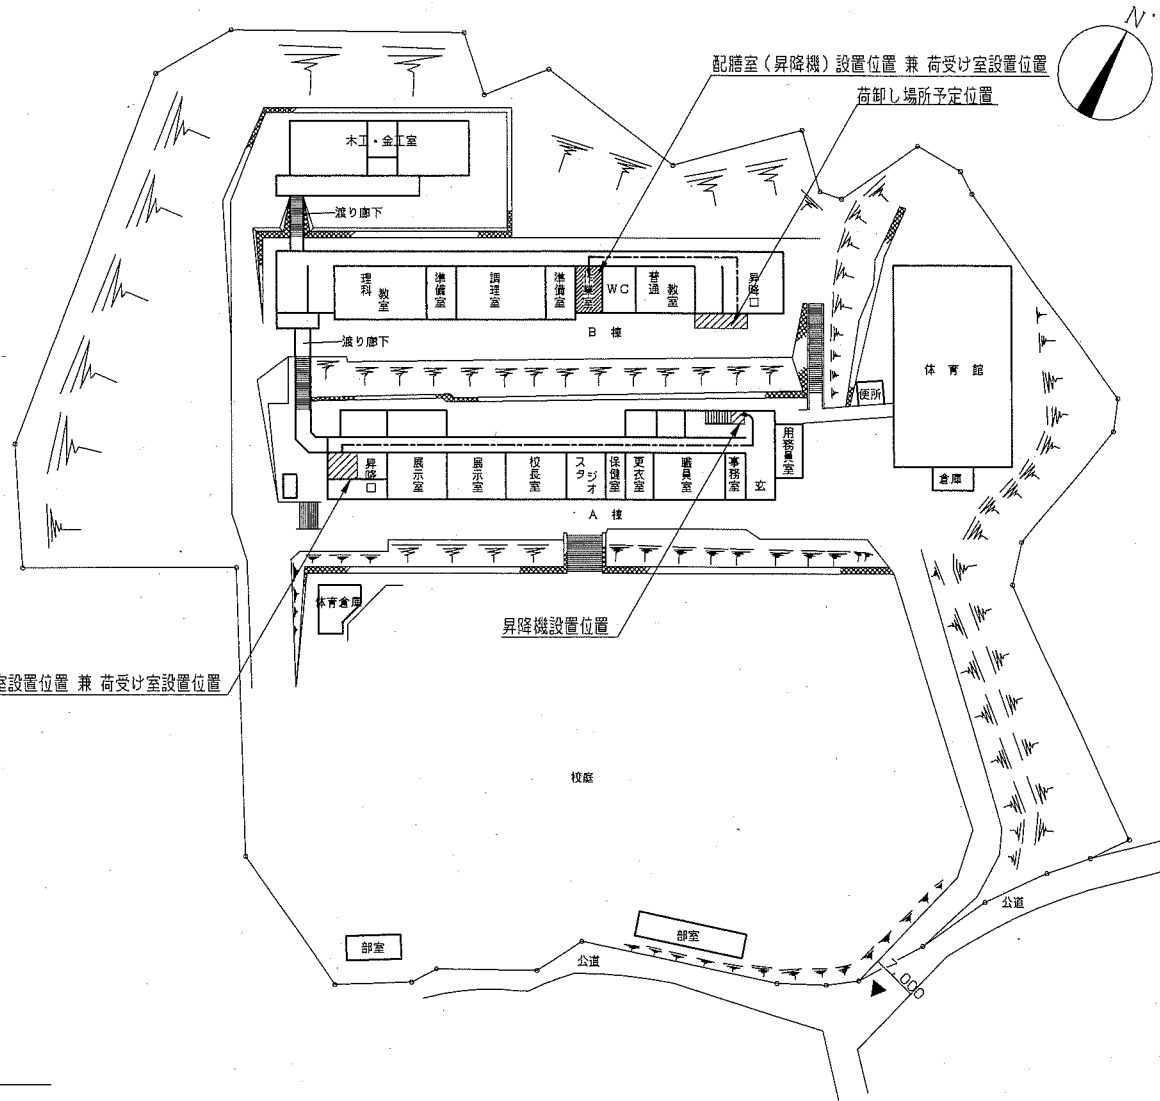 N
配膳室（昇降機）設置位置 兼 荷受け室設置位置
荷卸し場所予定位置
木工・金工室
渡り廊下
理科
教室
準備室
調理室
準備室
WC
普通
教室
昇降口
B 棟
渡り廊下
体 育 館
便所
用務員室
倉庫
昇降口
展示室
展示室
校長室
スタジオ
保健室
更衣室
職員室
事務室
玄
A 棟
体育倉庫
昇降機設置位置
室設置位置 兼 荷受け室設置位置
校庭
部室
部室
公道
公道
7,000